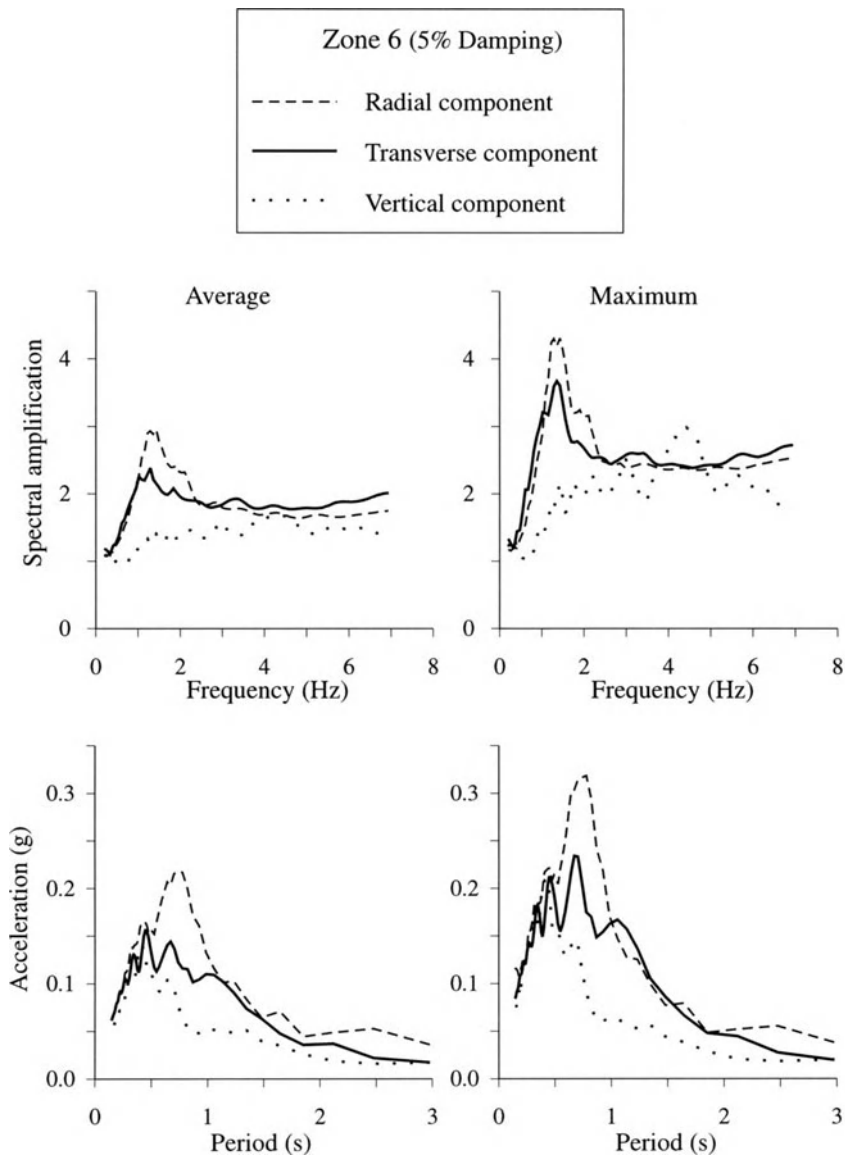 Zone 6 (5% Damping)
Radial component
Transverse component
Vertical component
Average
Maximum
Spectral amplification
4
2
0
0 2 4 6 8
Frequency (Hz)
4
2
0
0 2 4 6 8
Frequency (Hz)
Acceleration (g)
0.3
0.2
0.1
0.0
0 1 2 3
Period (s)
0.3
0.2
0.1
0.0
0 1 2 3
Period (s)